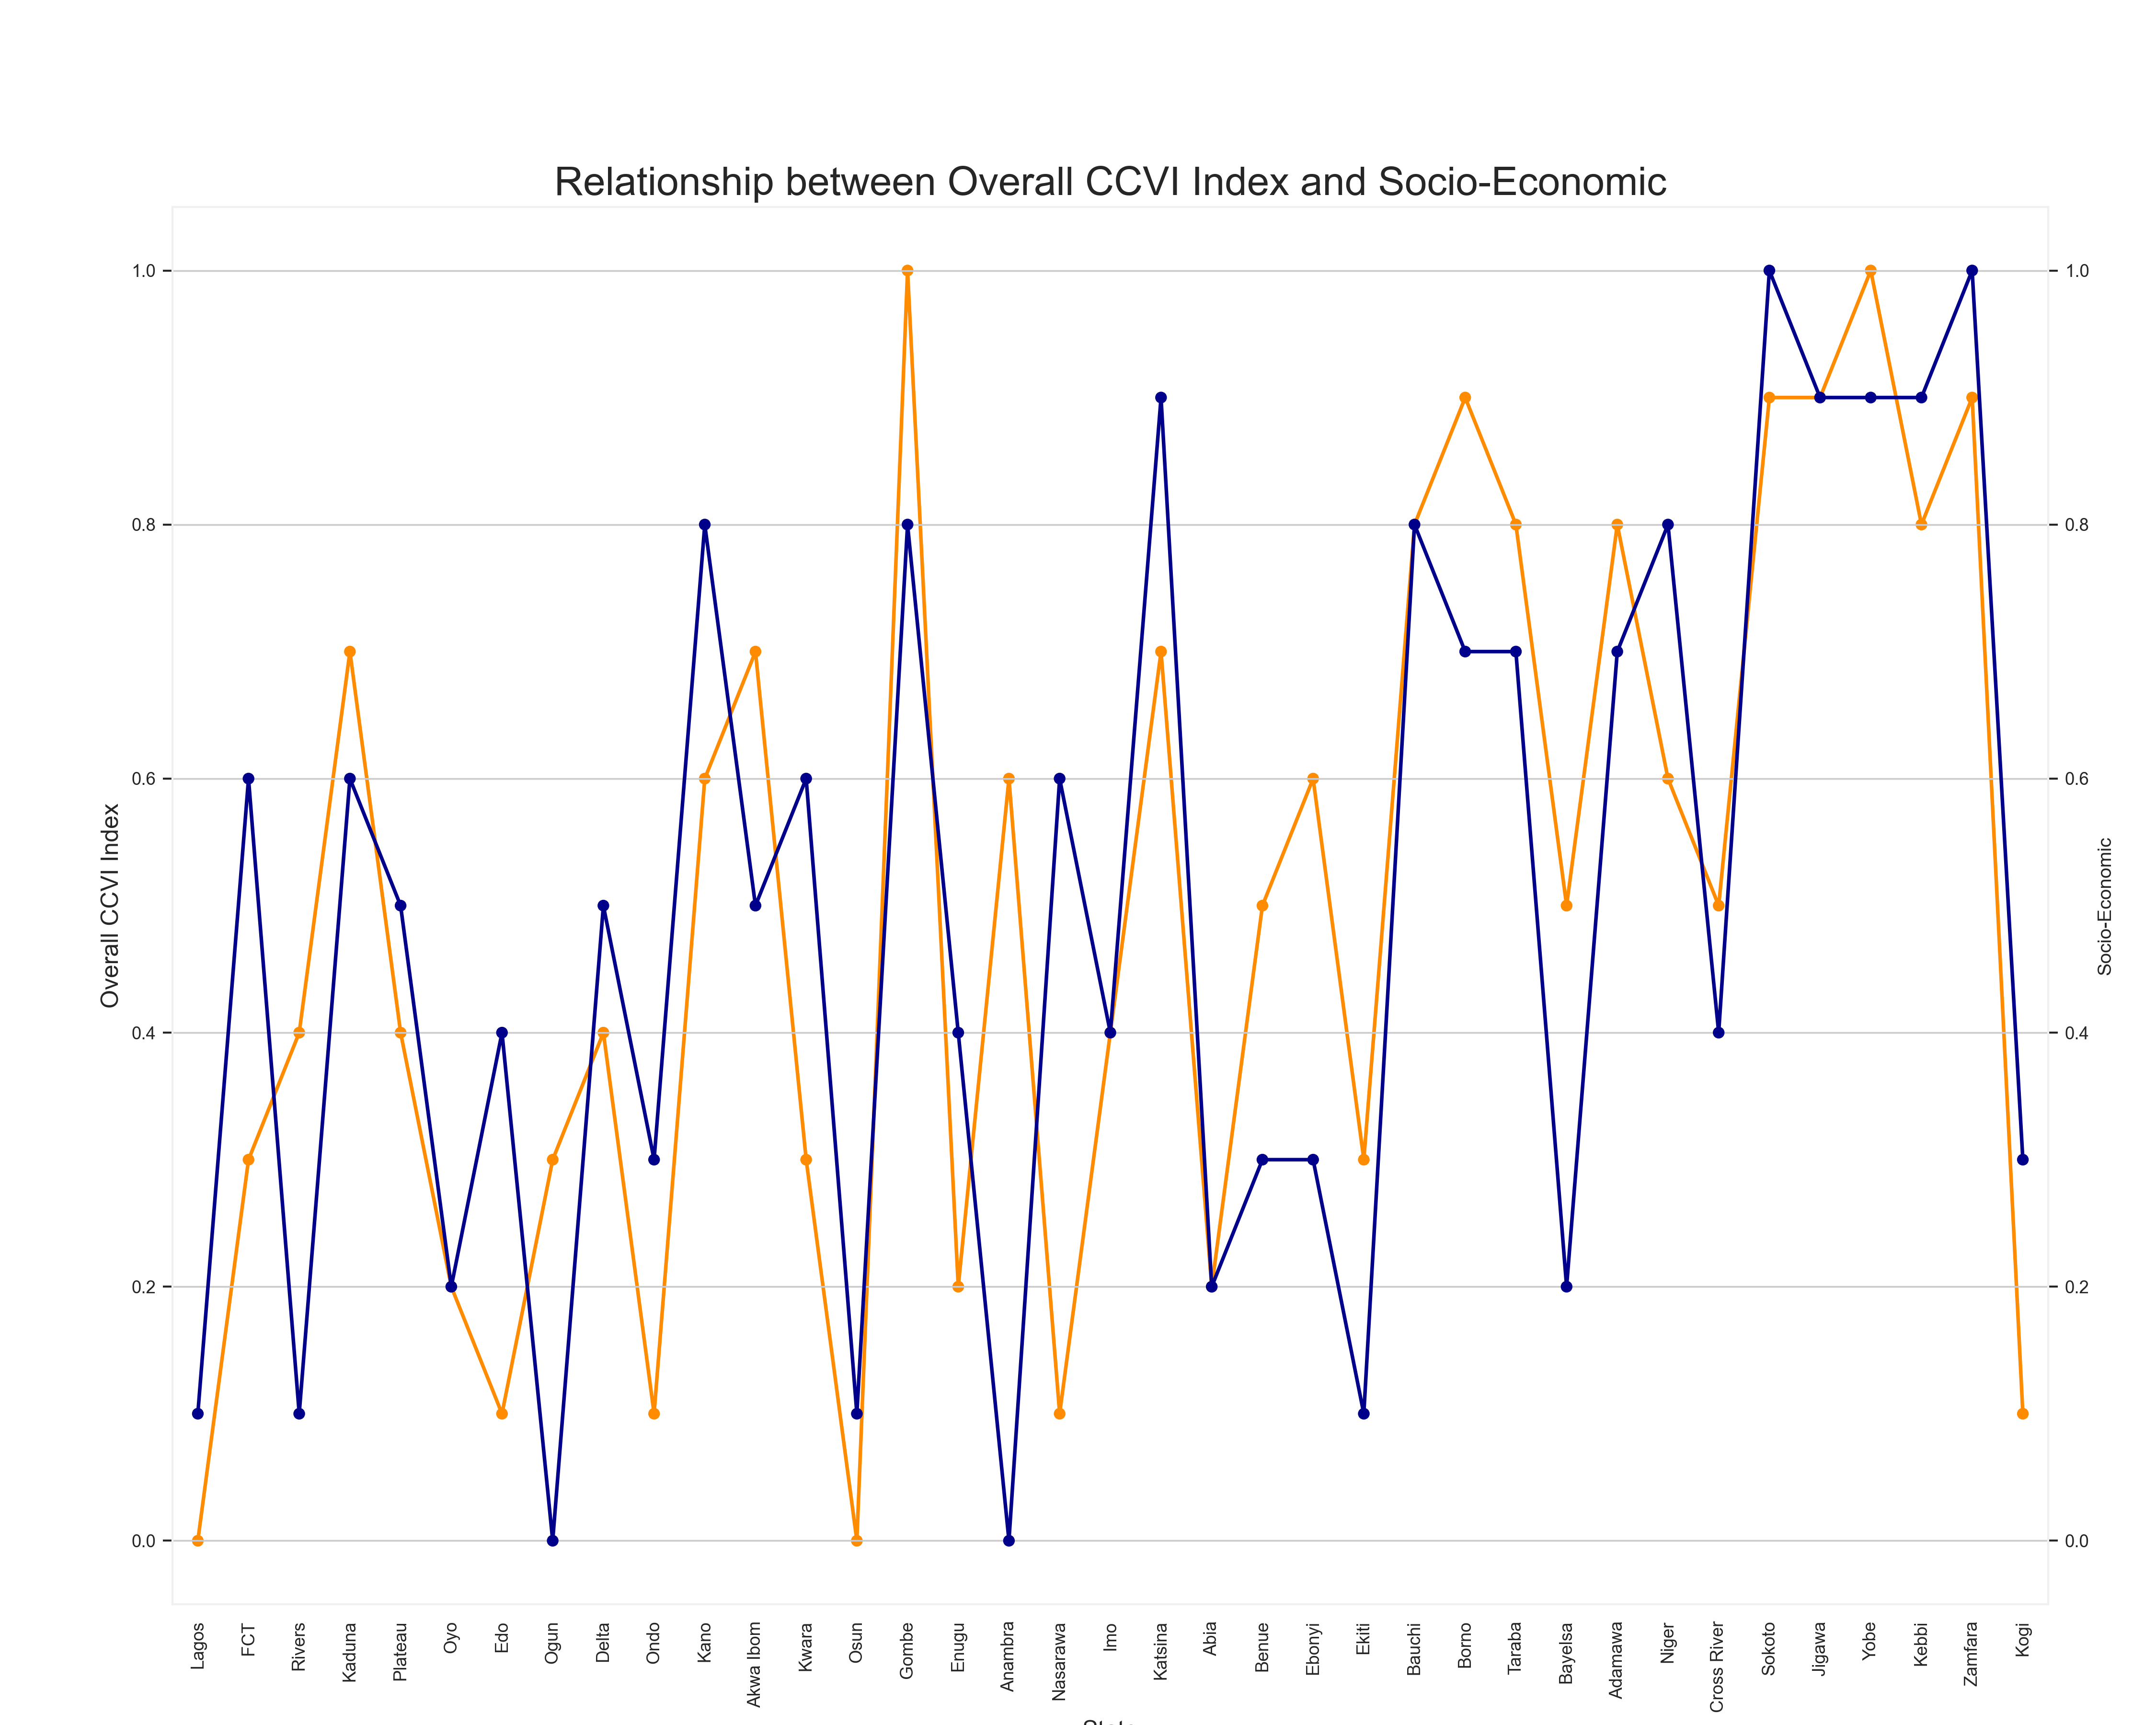 Relationship between Overall CCVI Index and Socio-Economic
Overall CCVI Index
1.0
0.8
0.6
0.4
0.2
0.0
1.0
0.8
0.6
0.4
0.2
0.0
Socio-Economic
Lagos
FCT
Rivers
Kaduna
Plateau
Oyo
Edo
Ogun
Delta
Ondo
Kano
Akwa Ibom
Kwara
Osun
Gombe
Enugu
Anambra
Nasarawa
Imo
Katsina
Abia
Benue
Ebonyi
Ekiti
Bauchi
Borno
Taraba
Bayelsa
Adamawa
Niger
Cross River
Sokoto
Jigawa
Yobe
Kebbi
Zamfara
Kogi